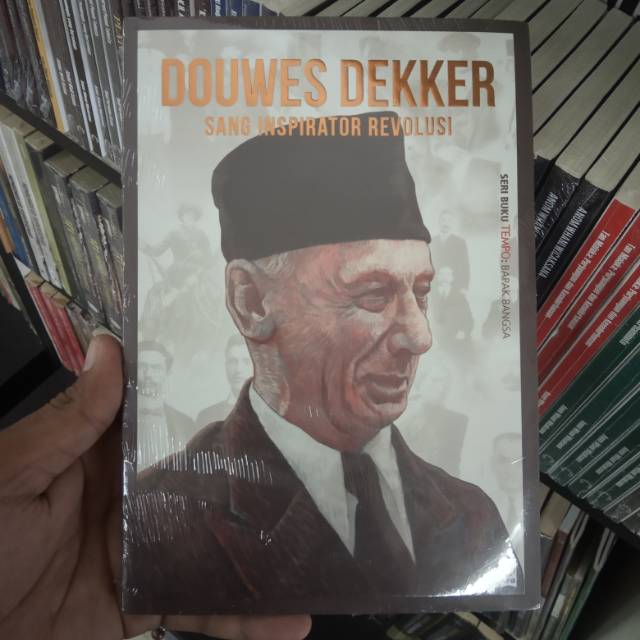 DOUWES DEKKER
SANG INSPIRATOR REVOLUSI
SERI BUKU TEMPO: BAPAK BANGSA